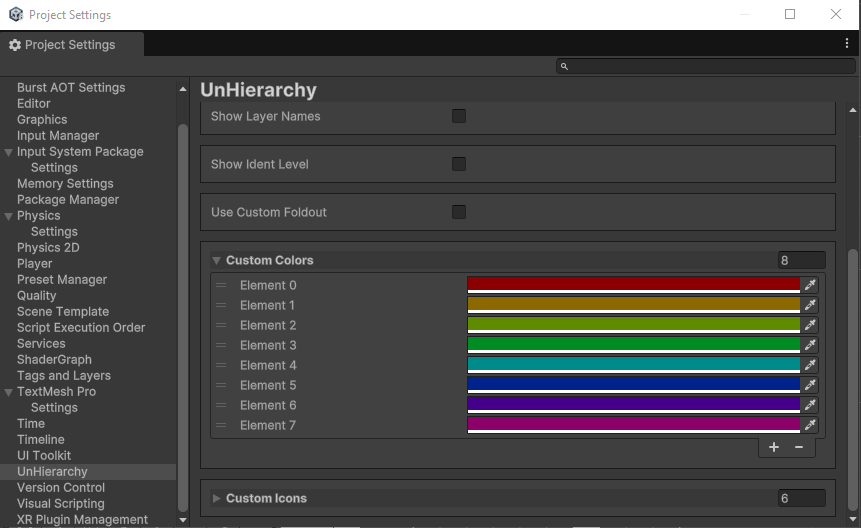 Project Settings
Project Settings
UnHierarchy
Burst AOT Settings
Editor
Graphics
Input Manager
Input System Package
Settings
Memory Settings
Package Manager
Physics
Settings
Physics 2D
Player
Preset Manager
Quality
Scene Template
Script Execution Order
Services
ShaderGraph
Tags and Layers
TextMesh Pro
Settings
Time
Timeline
UI Toolkit
UnHierarchy
Version Control
Visual Scripting
XR Plugin Management
Show Layer Names
Show Ident Level
Use Custom Foldout
Custom Colors 8
Element 0
Element 1
Element 2
Element 3
Element 4
Element 5
Element 6
Element 7
+ −
Custom Icons 6